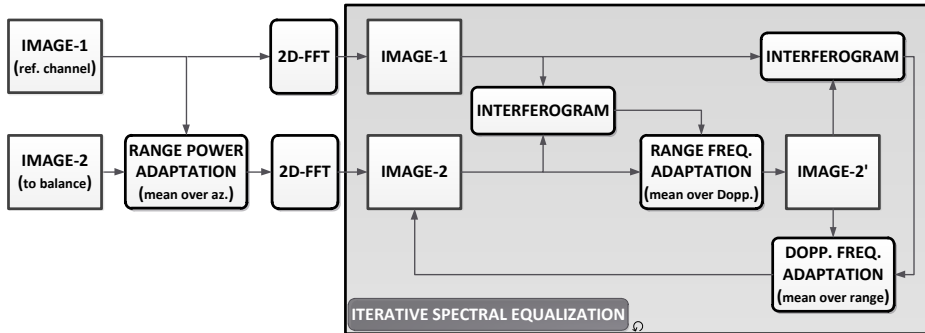 IMAGE-1
(ref. channel)
2D-FFT
IMAGE-1
INTERFEROGRAM
INTERFEROGRAM
IMAGE-2
(to balance)
RANGE POWER
ADAPTATION
(mean over az.)
2D-FFT
IMAGE-2
RANGE FREQ.
ADAPTATION
(mean over Dopp.)
IMAGE-2'
DOPP. FREQ.
ADAPTATION
(mean over range)
ITERATIVE SPECTRAL EQUALIZATION